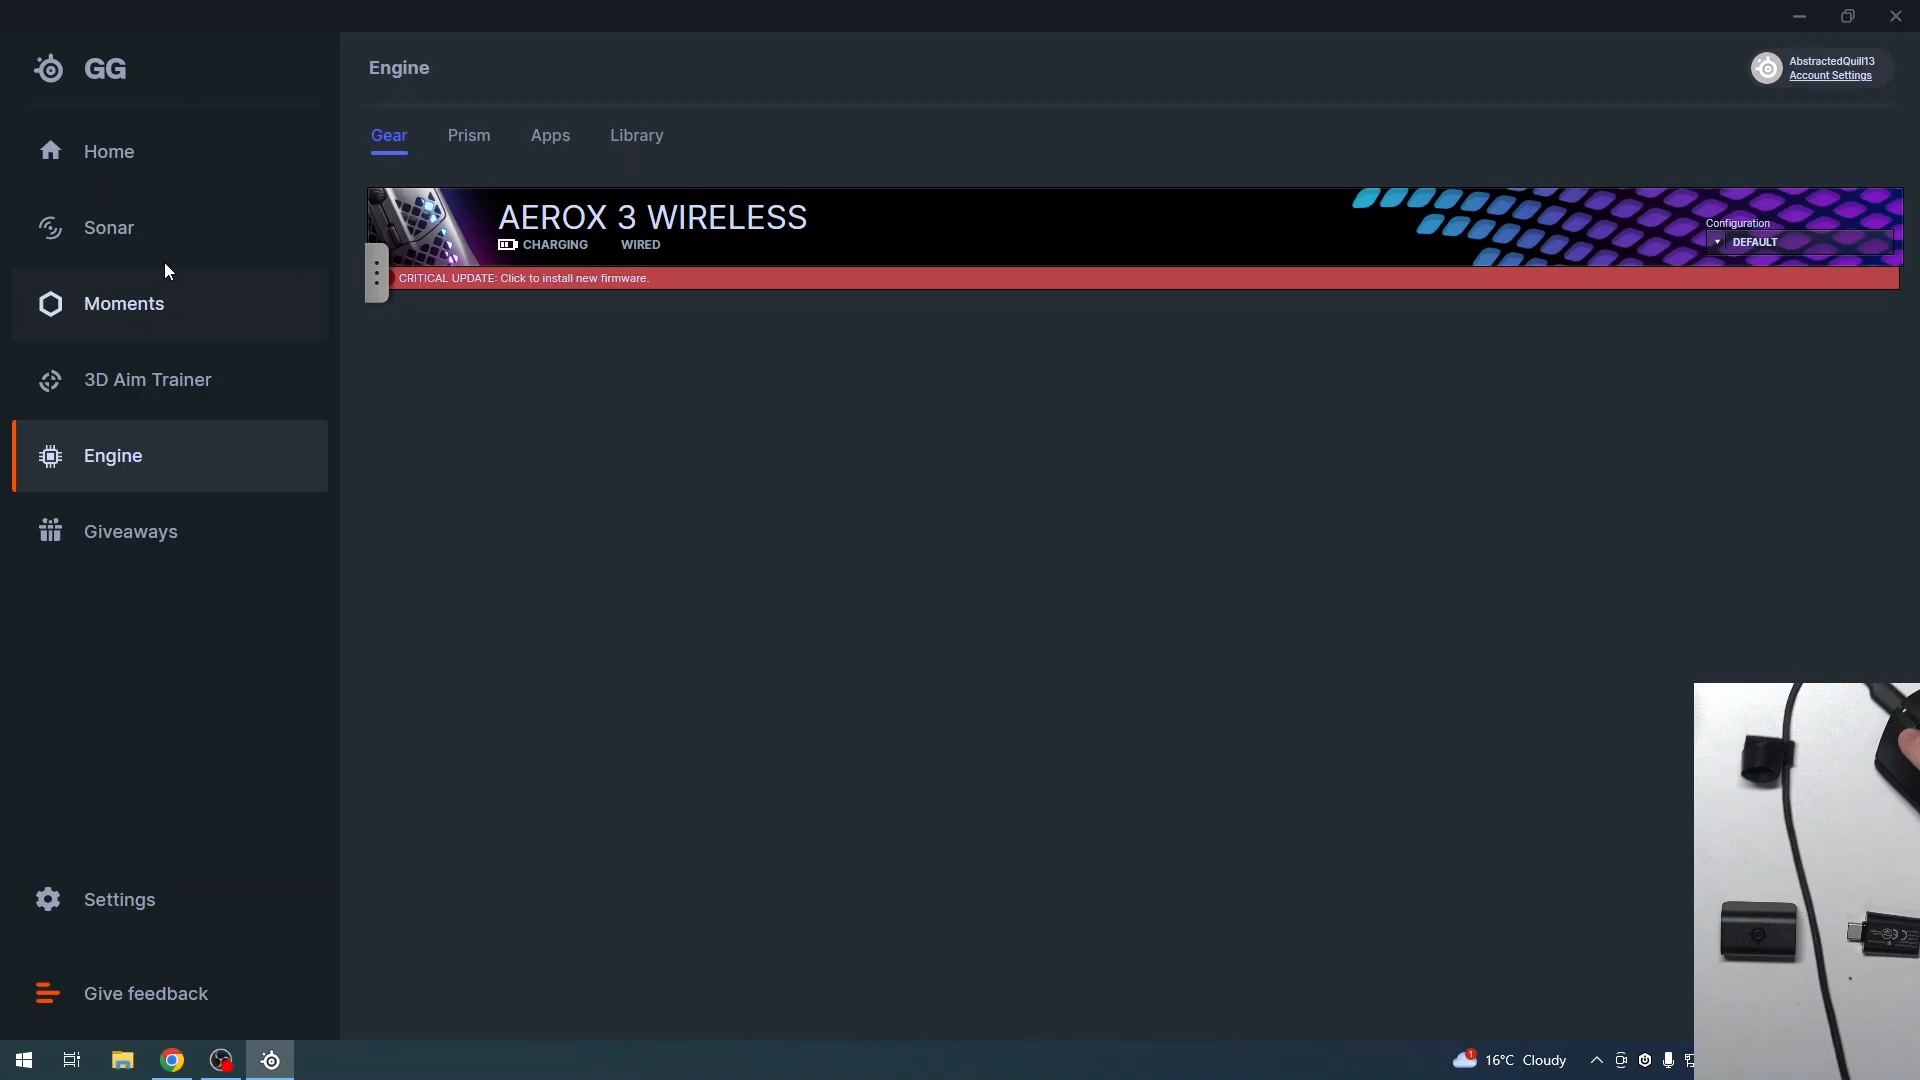 GG
Engine
AbstractedQuill13
Account Settings
Home
Gear Prism Apps Library
AEROX 3 WIRELESS
CHARGING WIRED
Configuration
DEFAULT
CRITICAL UPDATE: Click to install new firmware.
Sonar
Moments
3D Aim Trainer
Engine
Giveaways
Settings
Give feedback
1
16°C Cloudy